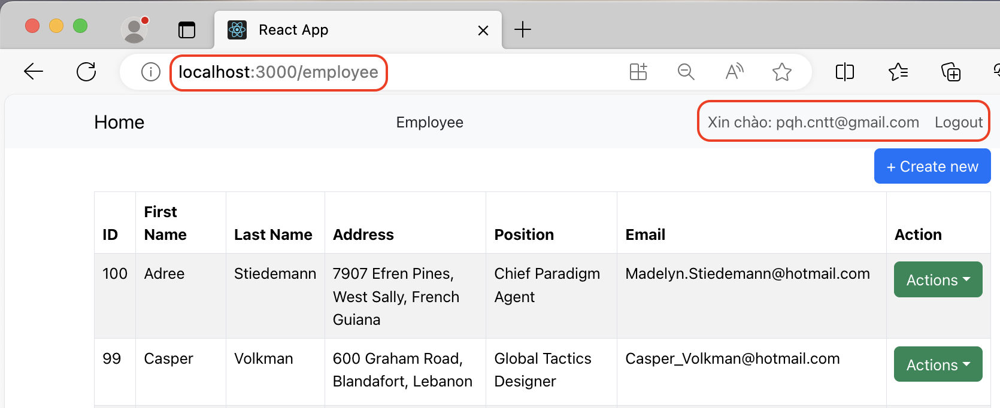 React App
localhost:3000/employee
Home Employee Xin chào: pqh.cntt@gmail.com Logout
+ Create new
ID First Name Last Name Address Position Email Action
100 Adree Stiedemann 7907 Efren Pines, Chief Paradigm Madelyn.Stiedemann@hotmail.com Actions
West Sally, French Agent
Guiana
99 Casper Volkman 600 Graham Road, Global Tactics Casper_Volkman@hotmail.com Actions
Blandafort, Lebanon Designer